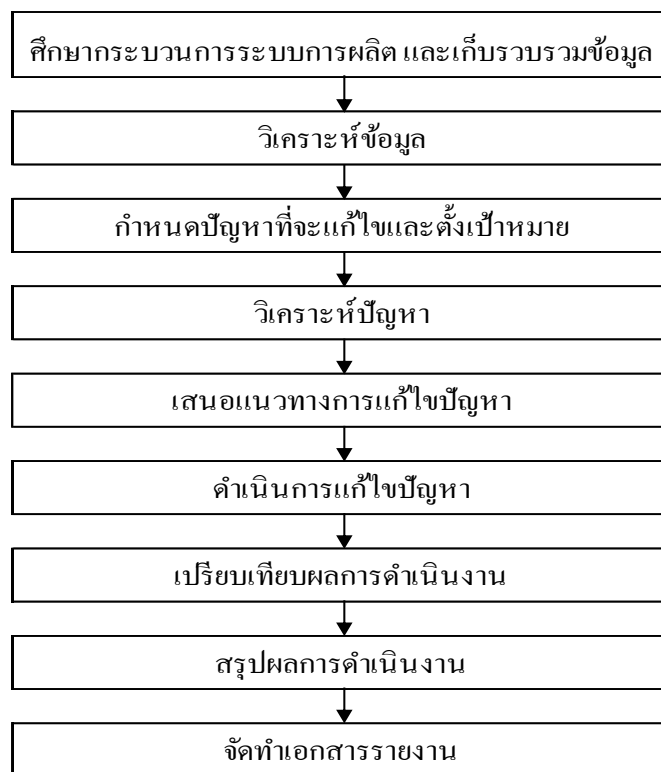 ศึกษากระบวนการระบบการผลิต และเก็บรวบรวมข้อมูล
วิเคราะห์ข้อมูล
กำหนดปัญหาที่จะแก้ไขและตั้งเป้าหมาย
วิเคราะห์ปัญหา
เสนอแนวทางการแก้ไขปัญหา
ดำเนินการแก้ไขปัญหา
เปรียบเทียบผลการดำเนินงาน
สรุปผลการดำเนินงาน
จัดทำเอกสารรายงาน